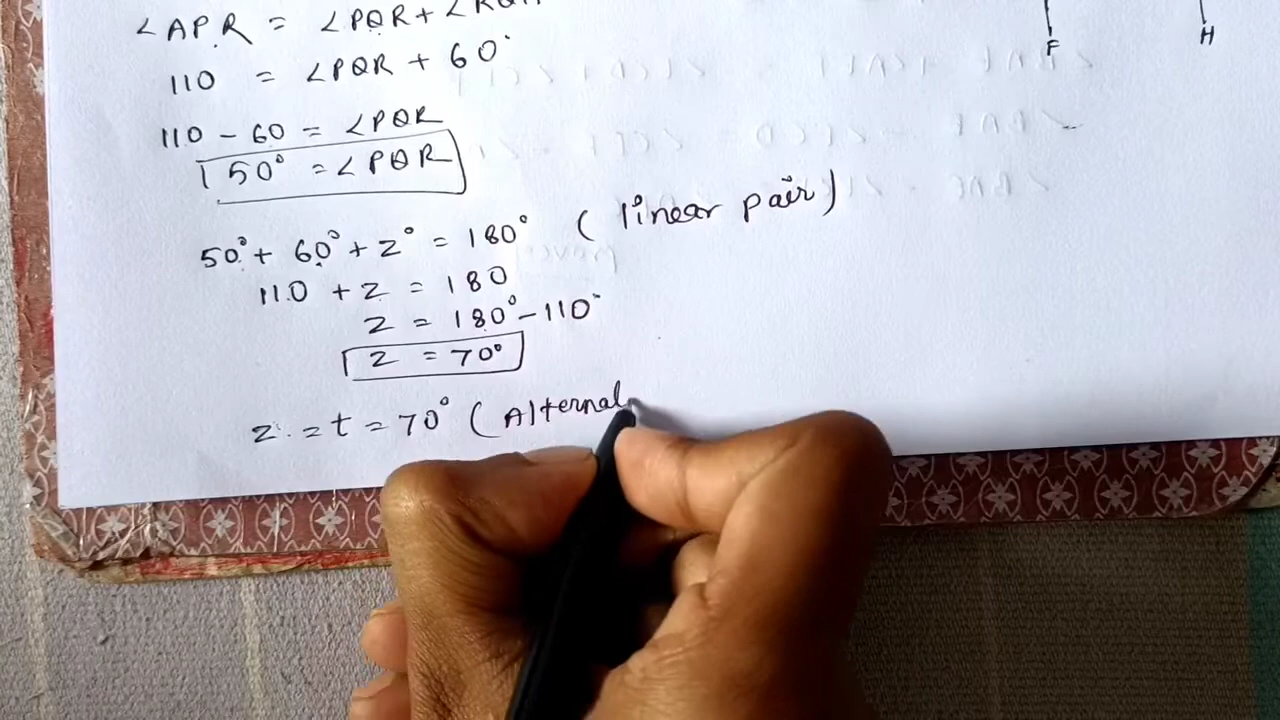 ∠APR = ∠PQR +
110 = ∠PQR + 60°
110 - 60 = ∠PQR
50° = ∠PQR
50° + 60° + z° = 180° (linear pair)
110 + z = 180
z = 180° - 110°
z = 70°
z = t = 70° (Alternal
F
H